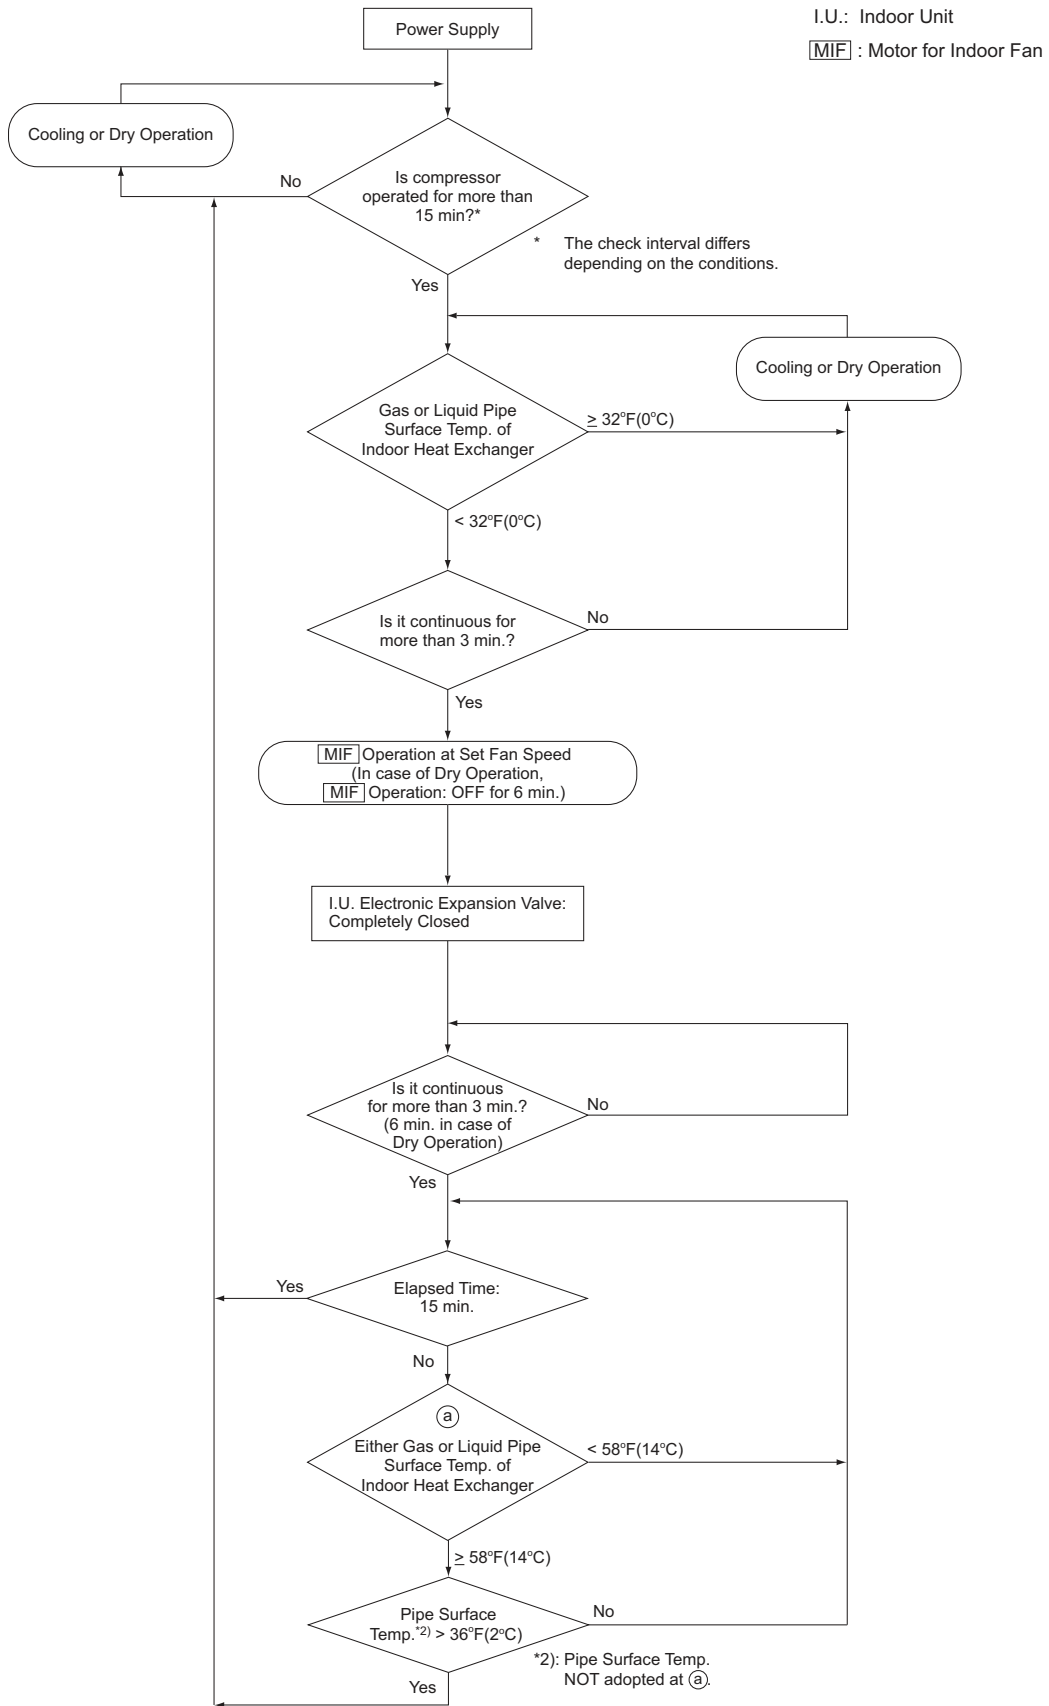 Power Supply
I.U.: Indoor Unit
MIF : Motor for Indoor Fan
Cooling or Dry Operation
No
Is compressor
operated for more than
15 min?*
* The check interval differs
depending on the conditions.
Yes
Cooling or Dry Operation
Gas or Liquid Pipe
Surface Temp. of
Indoor Heat Exchanger
≥ 32°F(0°C)
< 32°F(0°C)
Is it continuous for
more than 3 min.?
No
Yes
MIF Operation at Set Fan Speed
(In case of Dry Operation,
MIF Operation: OFF for 6 min.)
I.U. Electronic Expansion Valve:
Completely Closed
Is it continuous
for more than 3 min.?
(6 min. in case of
Dry Operation)
No
Yes
Yes
Elapsed Time:
15 min.
No
ⓐ
Either Gas or Liquid Pipe
Surface Temp. of
Indoor Heat Exchanger
< 58°F(14°C)
≥ 58°F(14°C)
Pipe Surface
Temp.*2) > 36°F(2°C)
No
*2): Pipe Surface Temp.
NOT adopted at ⓐ.
Yes